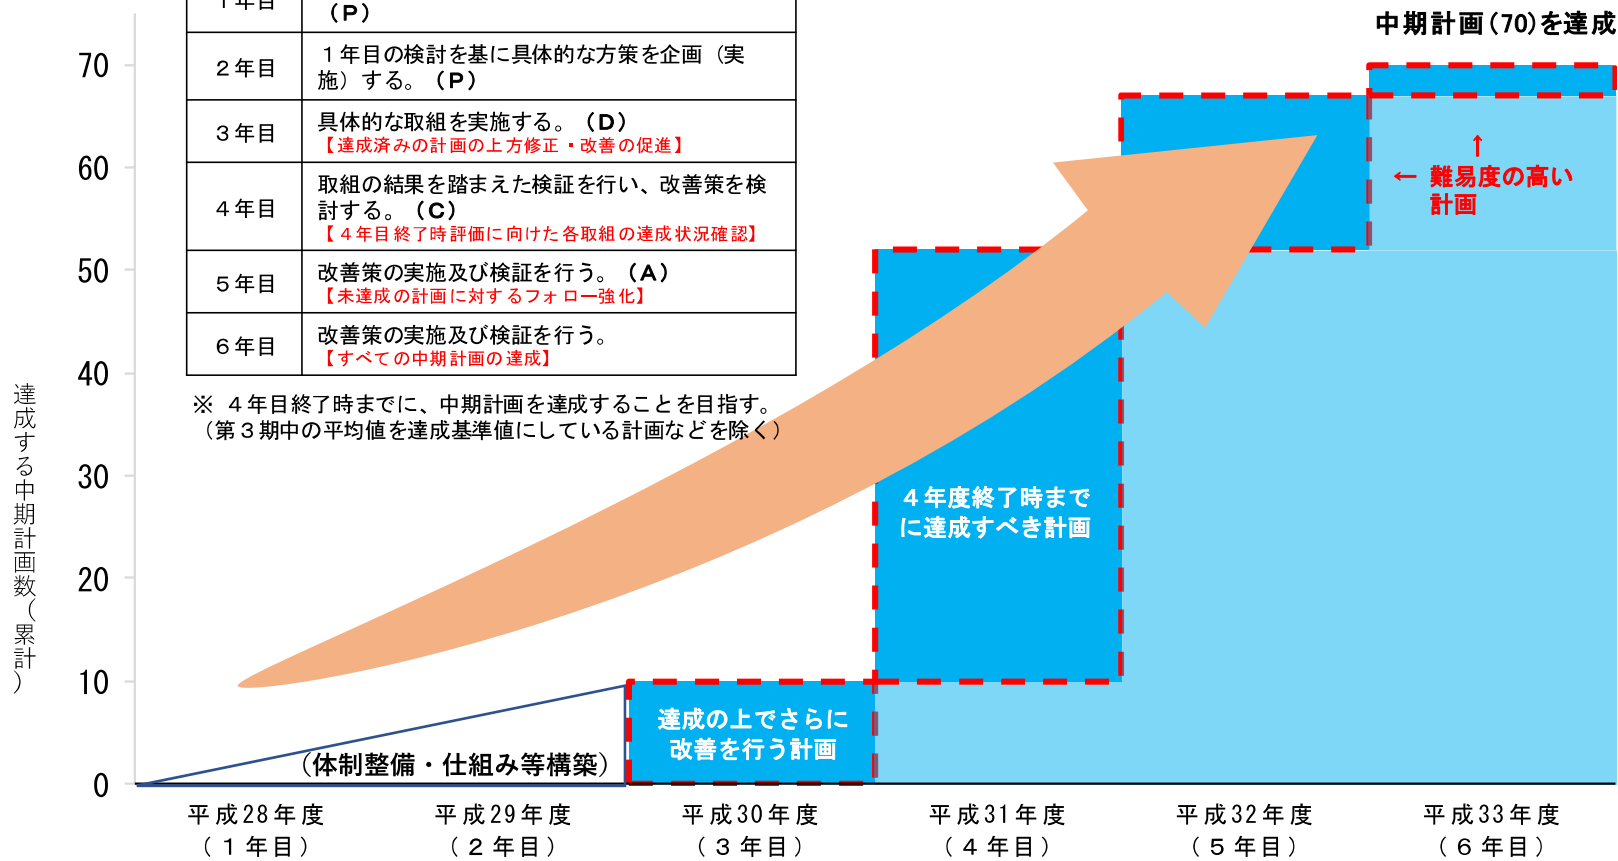 中期計画(70)を達成
１年目
（Ｐ）
２年目
１年目の検討を基に具体的な方策を企画（実
施）する。（Ｐ）
３年目
具体的な取組を実施する。（Ｄ）
【達成済みの計画の上方修正・改善の促進】
４年目
取組の結果を踏まえた検証を行い、改善策を検
討する。（Ｃ）
【４年目終了時評価に向けた各取組の達成状況確認】
５年目
改善策の実施及び検証を行う。（Ａ）
【未達成の計画に対するフォロー強化】
６年目
改善策の実施及び検証を行う。
【すべての中期計画の達成】
※ ４年目終了時までに、中期計画を達成することを目指す。
（第３期中の平均値を達成基準値にしている計画などを除く）
達成する中期計画数（累計）
70
60
50
40
30
20
10
0
↑
← 難易度の高い
計画
４年度終了時まで
に達成すべき計画
達成の上でさらに
改善を行う計画
（体制整備・仕組み等構築）
平成28年度
（１年目）
平成29年度
（２年目）
平成30年度
（３年目）
平成31年度
（４年目）
平成32年度
（５年目）
平成33年度
（６年目）